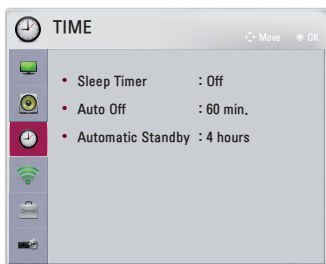 TIME
Move ◉ OK
• Sleep Timer : Off
• Auto Off : 60 min.
• Automatic Standby : 4 hours